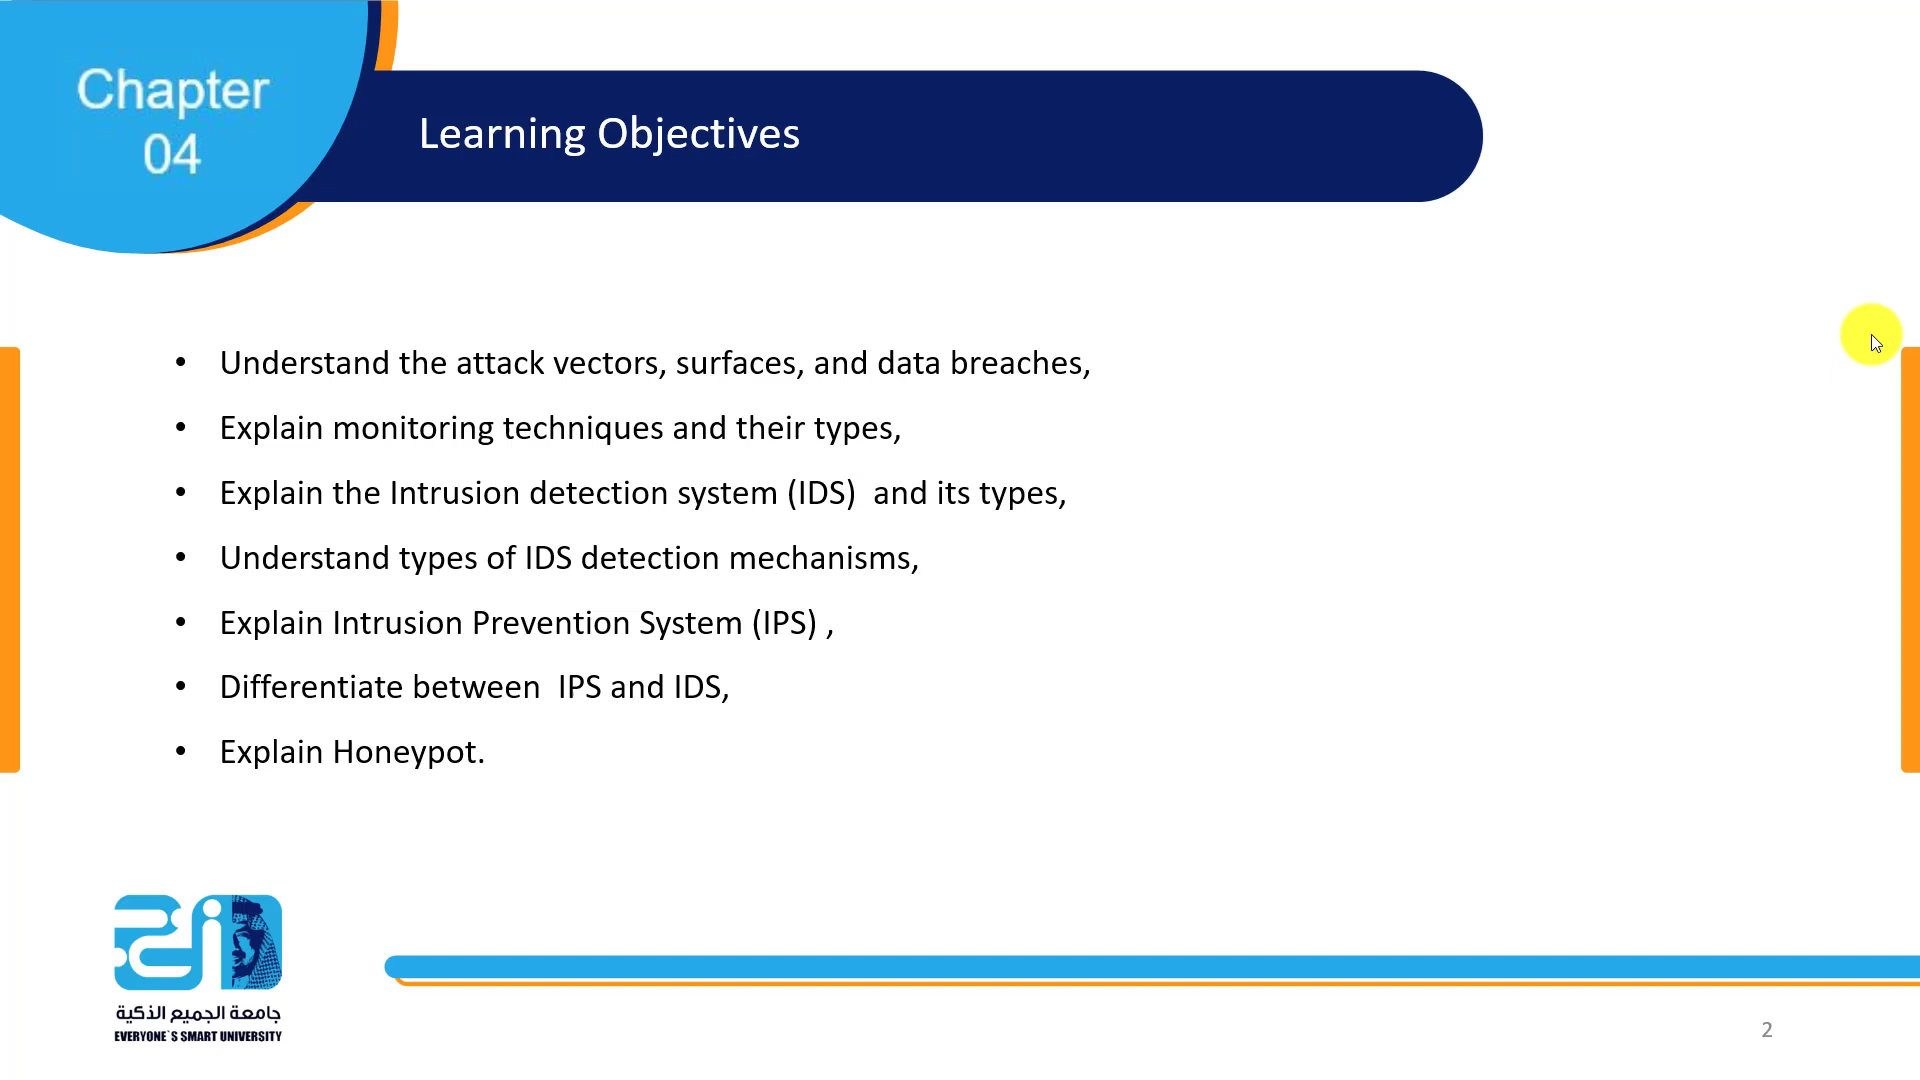 Chapter
04
Learning Objectives
• Understand the attack vectors, surfaces, and data breaches,
• Explain monitoring techniques and their types,
• Explain the Intrusion detection system (IDS)  and its types,
• Understand types of IDS detection mechanisms,
• Explain Intrusion Prevention System (IPS) ,
• Differentiate between  IPS and IDS,
• Explain Honeypot.
جامعة الجميع الذكية
EVERYONE`S SMART UNIVERSITY
2